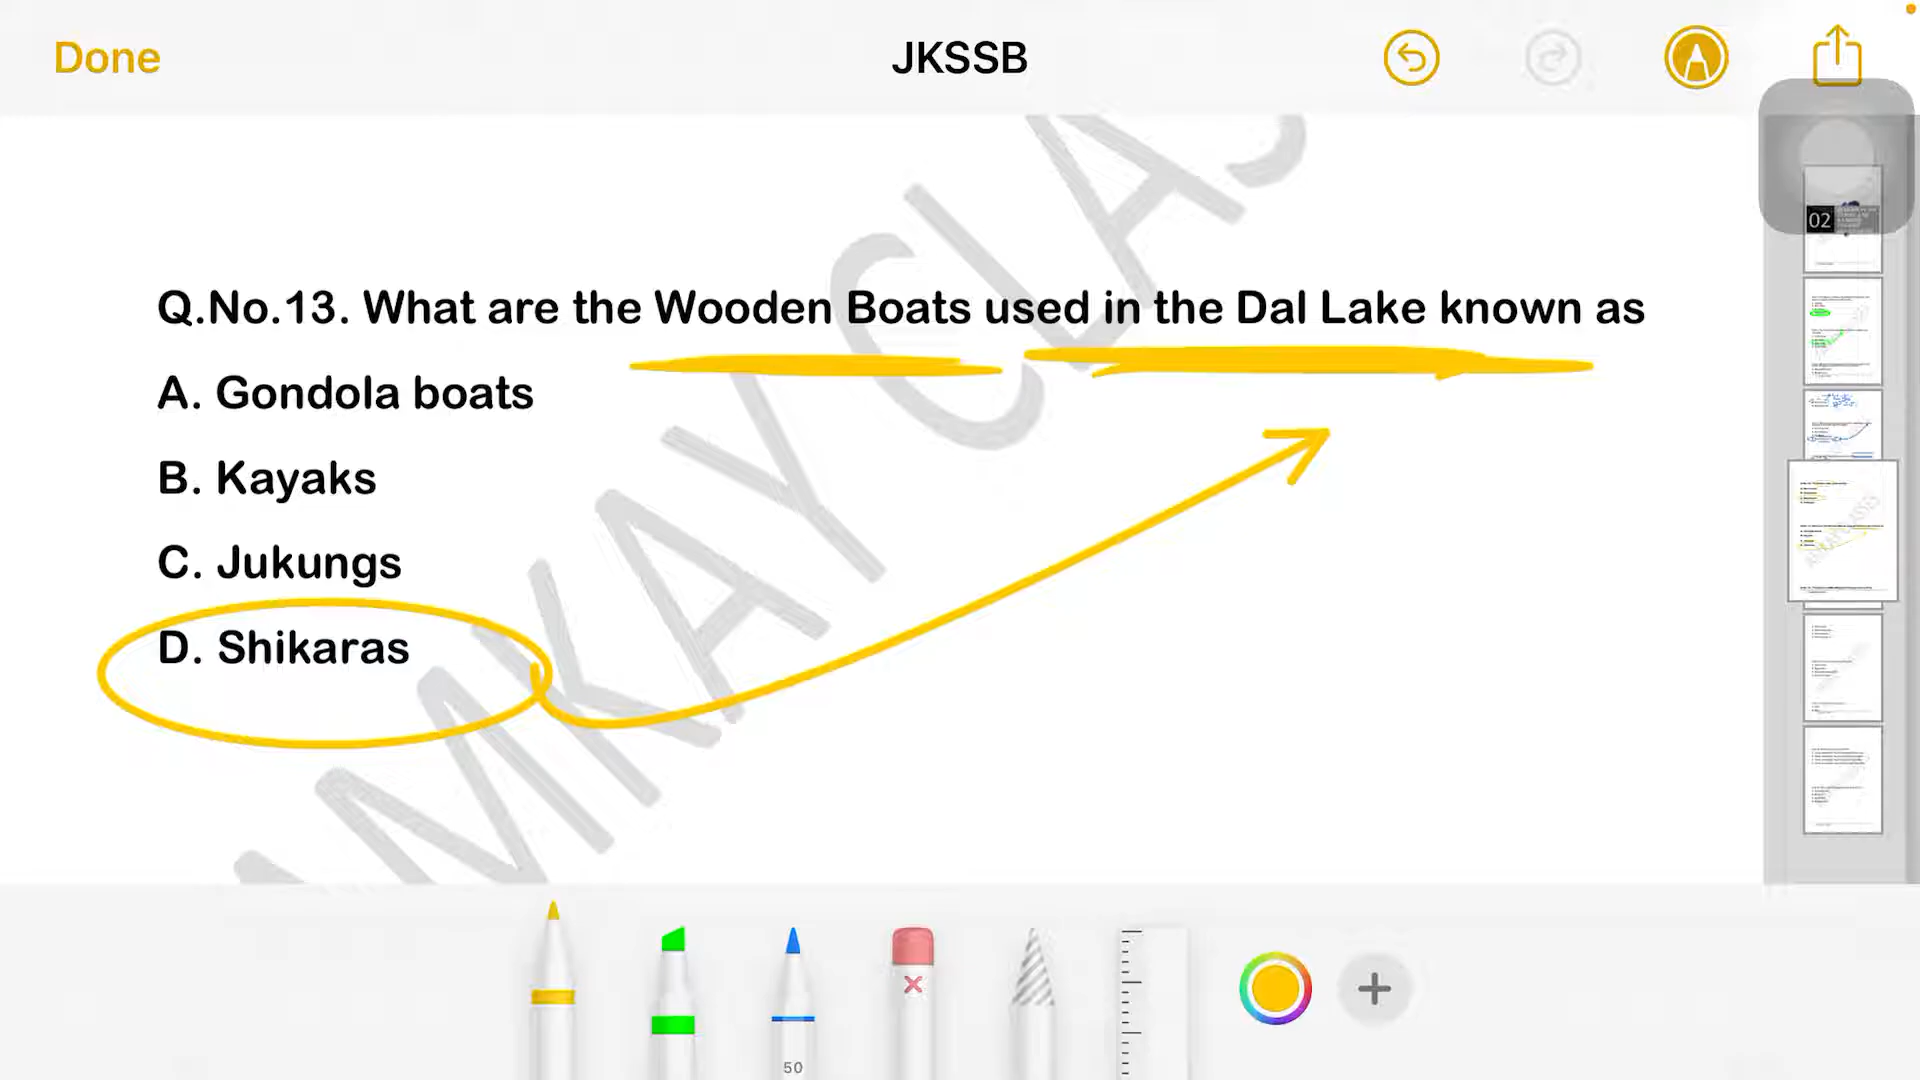 Done
JKSSB
02
Q.No.13. What are the Wooden Boats used in the Dal Lake known as
A. Gondola boats
B. Kayaks
C. Jukungs
D. Shikaras
50